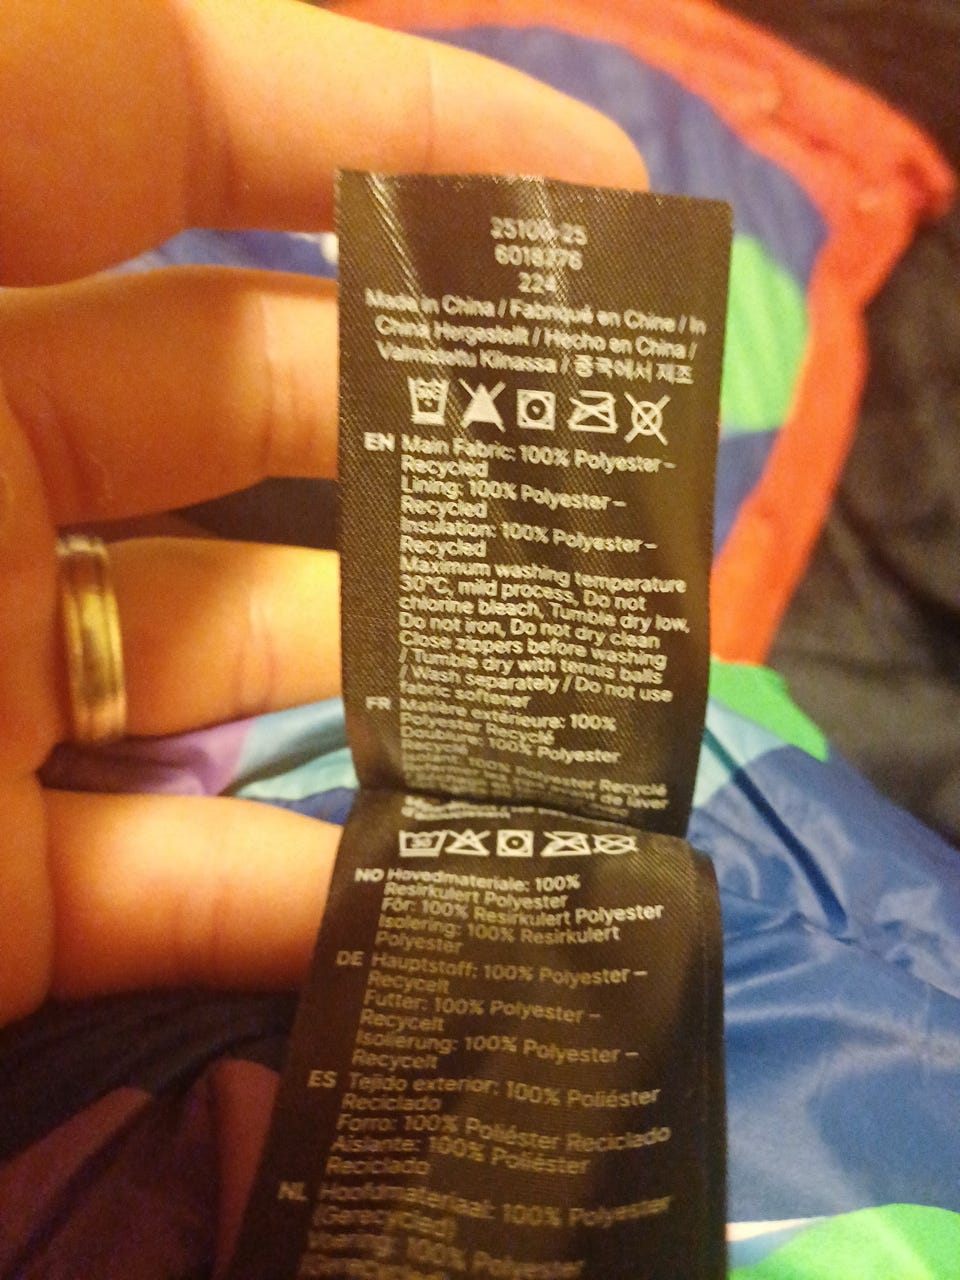 224
Made in China / Fabriqué en Chine / In
China Hergestellt / Hecho en China /
Valmistettu Kiinassa / 중국에서 제조
EN Main Fabric: 100% Polyester –
Recycled
Lining: 100% Polyester –
Recycled
Insulation: 100% Polyester –
Recycled
Maximum washing temperature
30°C, mild process, Do not
chlorine bleach, Tumble dry low,
Do not iron, Do not dry clean
Close zippers before washing
/ Tumble dry with tennis balls
/ Wash separately / Do not use
fabric softener
FR Matière extérieure: 100%
Polyester Recyclé
Doublure: 100% Polyester
Recyclé
Isolant: 100% Polyester Recyclé
de laver
30
NO Hovedmateriale: 100%
Resirkulert Polyester
Fôr: 100% Resirkulert Polyester
Isolering: 100% Resirkulert
Polyester
DE Hauptstoff: 100% Polyester –
Recycelt
Futter: 100% Polyester –
Recycelt
Isolierung: 100% Polyester –
Recycelt
ES Tejido exterior: 100% Poliéster
Reciclado
Forro: 100% Poliéster Reciclado
Aislante: 100% Poliéster
Reciclado
NL Hoofdmateriaal: 100% Polyester
(Gerecycled)
Voering: 100% Polyester